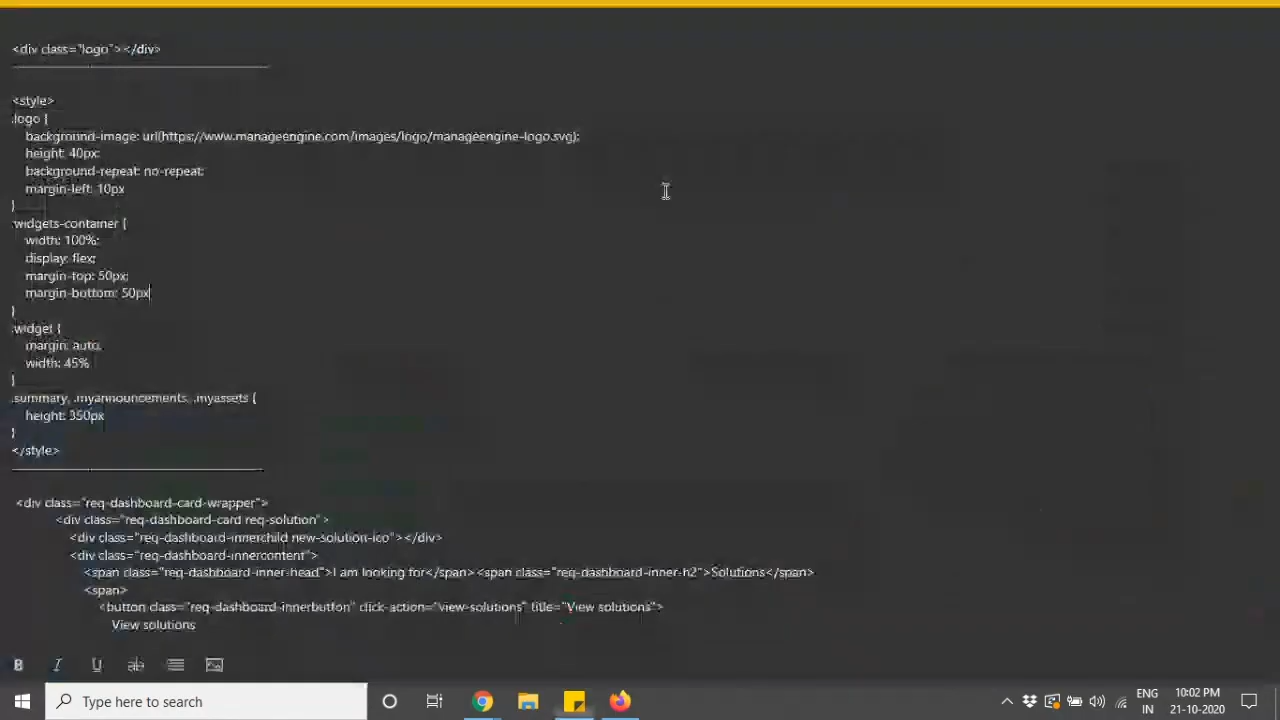 <div class="logo"></div>
<style>
.logo {
background-image: url(https://www.manageengine.com/images/logo/manageengine-logo.svg);
height: 40px;
background-repeat: no-repeat;
margin-left: 10px
}
.widgets-container {
width: 100%;
display: flex;
margin-top: 50px;
margin-bottom: 50px
}
.widget {
margin: auto;
width: 45%
}
.summary, .myannouncements, .myassets {
height: 350px
}
</style>
<div class="req-dashboard-card-wrapper">
<div class="req-dashboard-card req-solution">
<div class="req-dashboard-innerchild new-solution-ico"></div>
<div class="req-dashboard-innercontent">
<span class="req-dashboard-inner-head">I am looking for</span><span class="req-dashboard-inner-h2">Solutions</span>
<span>
<button class="req-dashboard-innerbutton" click-action="view-solutions" title="View solutions">
View solutions
B I U ab
Type here to search
ENG
IN
10:02 PM
21-10-2020